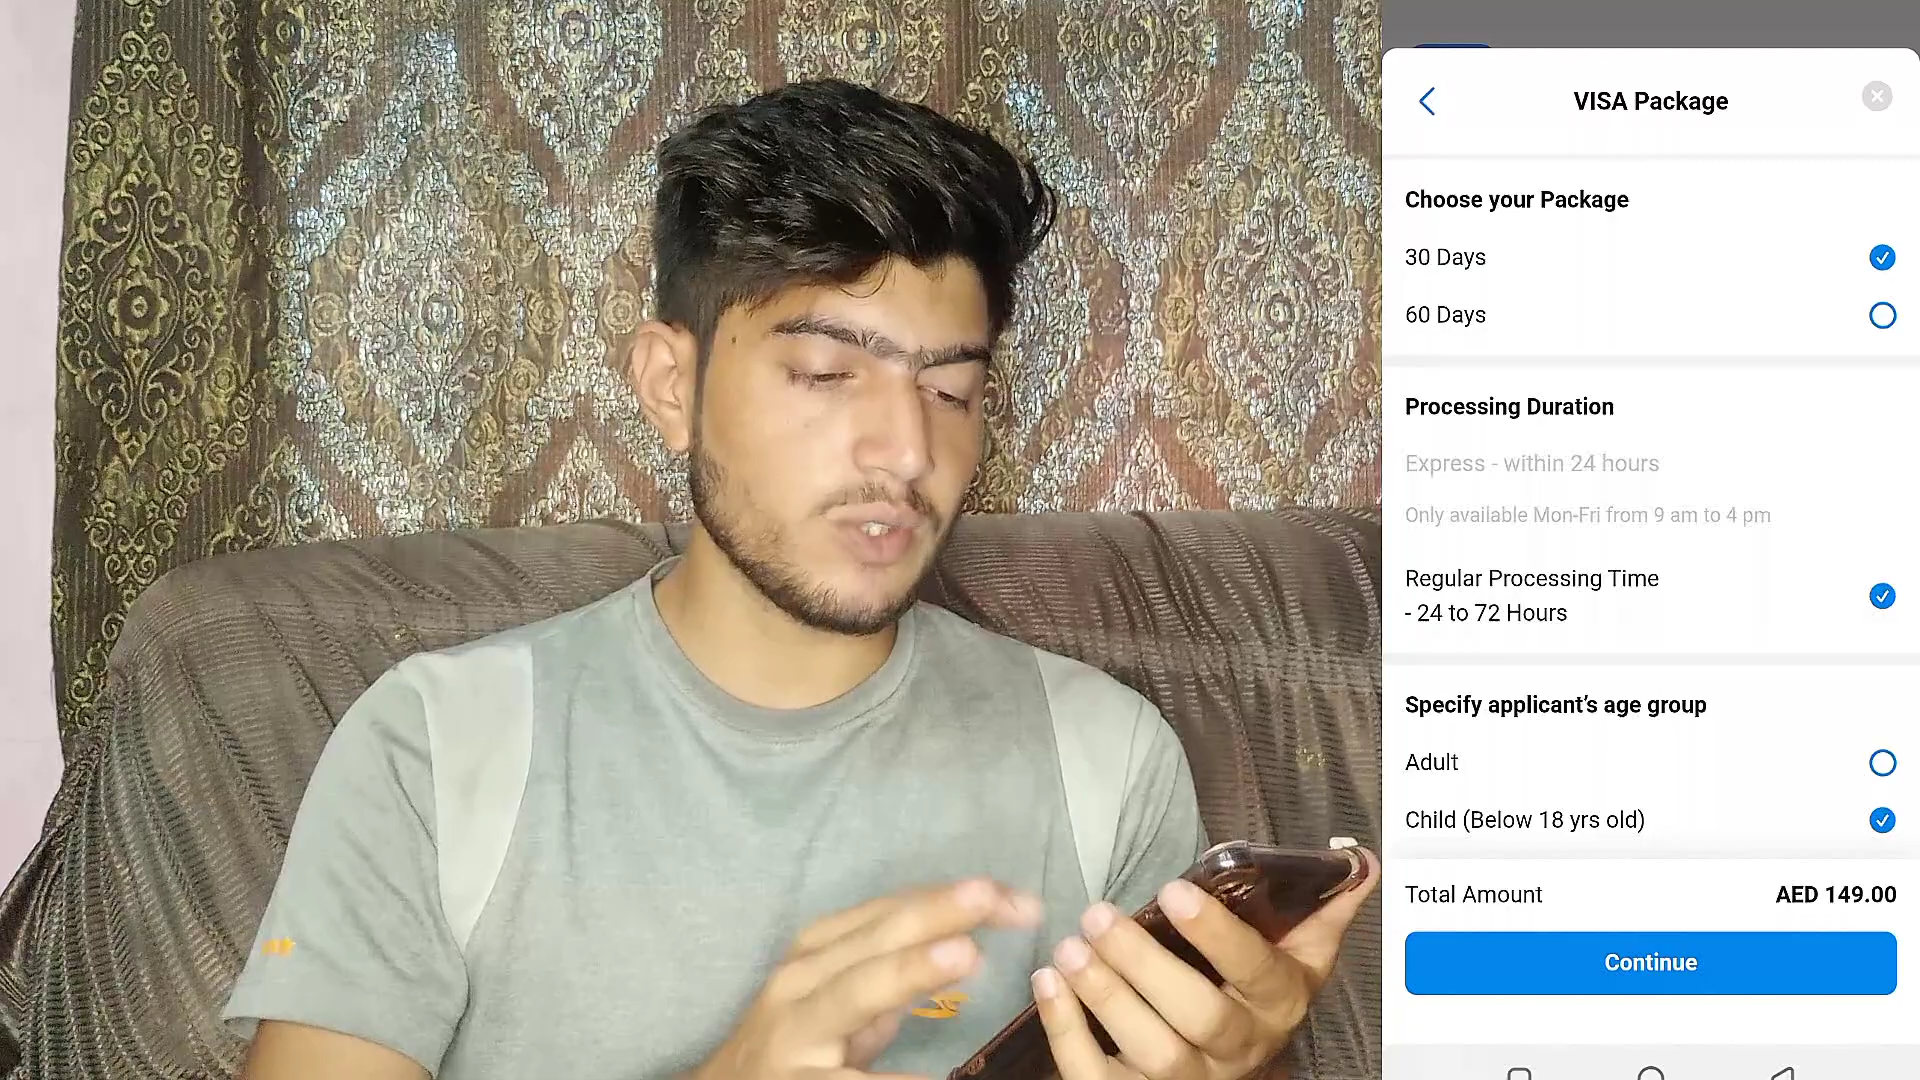 VISA Package
Choose your Package
30 Days
60 Days
Processing Duration
Express - within 24 hours
Only available Mon-Fri from 9 am to 4 pm
Regular Processing Time
- 24 to 72 Hours
Specify applicant’s age group
Adult
Child (Below 18 yrs old)
Total Amount AED 149.00
Continue